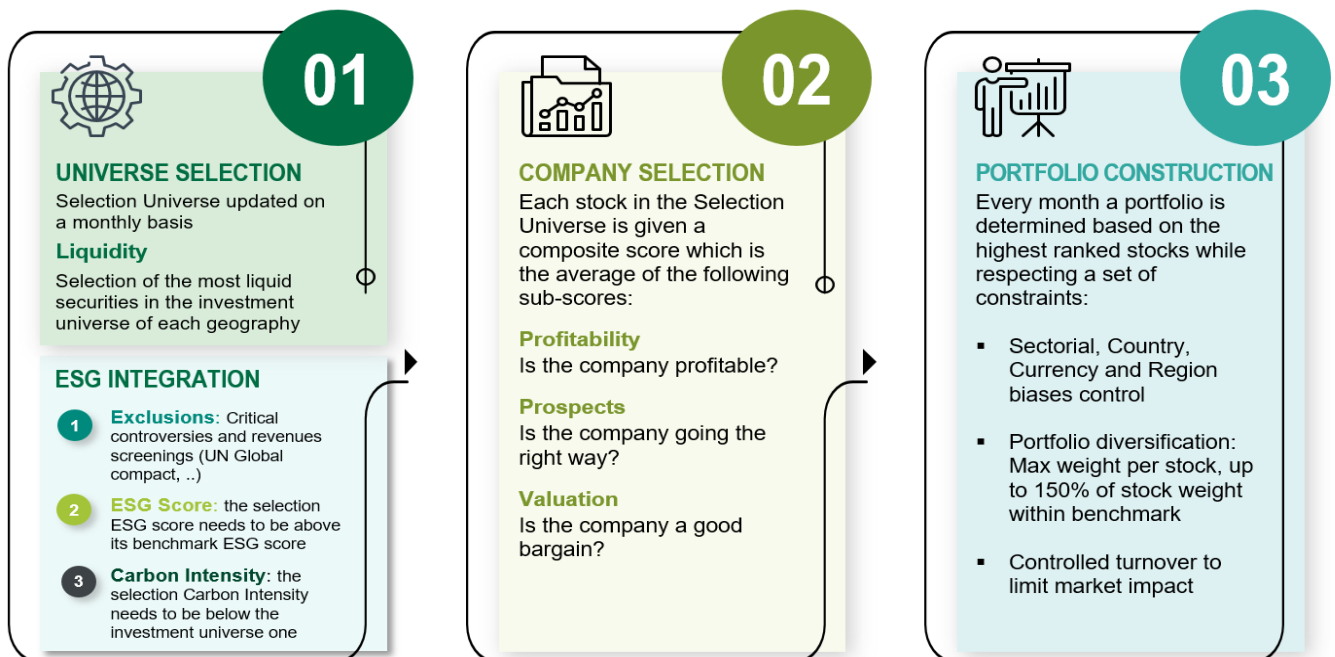 01
UNIVERSE SELECTION
Selection Universe updated on
a monthly basis
Liquidity
Selection of the most liquid
securities in the investment
universe of each geography
ESG INTEGRATION
1
Exclusions: Critical
controversies and revenues
screenings (UN Global
compact, ..)
2
ESG Score: the selection
ESG score needs to be above
its benchmark ESG score
3
Carbon Intensity: the
selection Carbon Intensity
needs to be below the
investment universe one
02
COMPANY SELECTION
Each stock in the Selection
Universe is given a
composite score which is
the average of the following
sub-scores:
Profitability
Is the company profitable?
Prospects
Is the company going the
right way?
Valuation
Is the company a good
bargain?
03
PORTFOLIO CONSTRUCTION
Every month a portfolio is
determined based on the
highest ranked stocks while
respecting a set of
constraints:
▪ Sectorial, Country,
Currency and Region
biases control
▪ Portfolio diversification:
Max weight per stock, up
to 150% of stock weight
within benchmark
▪ Controlled turnover to
limit market impact